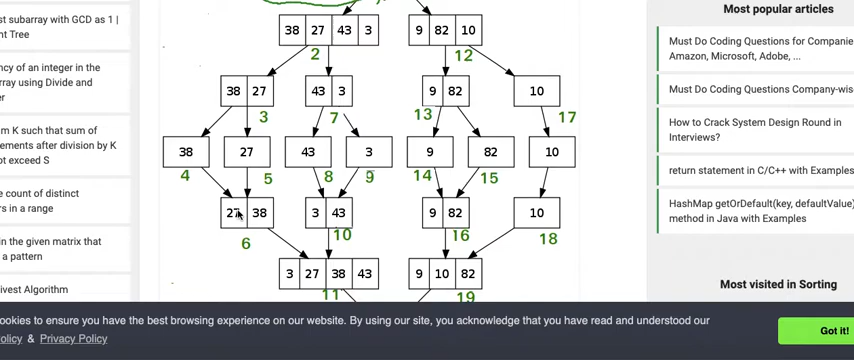 st subarray with GCD as 1 |
nt Tree
ncy of an integer in the
rray using Divide and
er
m K such that sum of
ements after division by K
ot exceed S
e count of distinct
rs in a range
in the given matrix that
a pattern
ivest Algorithm
38 27 43 3
9 82 10
2
12
38 27
43 3
9 82
10
3
7
13
17
38
27
43
3
9
82
10
4
5
8
9
14
15
27 38
3 43
9 82
10
6
10
16
18
3 27 38 43
9 10 82
11
19
Most popular articles
Must Do Coding Questions for Companie
Amazon, Microsoft, Adobe, ...
Must Do Coding Questions Company-wis
How to Crack System Design Round in
Interviews?
return statement in C/C++ with Examples
HashMap getOrDefault(key, defaultValue)
method in Java with Examples
Most visited in Sorting
ookies to ensure you have the best browsing experience on our website. By using our site, you acknowledge that you have read and understood our
olicy & Privacy Policy
Got it!